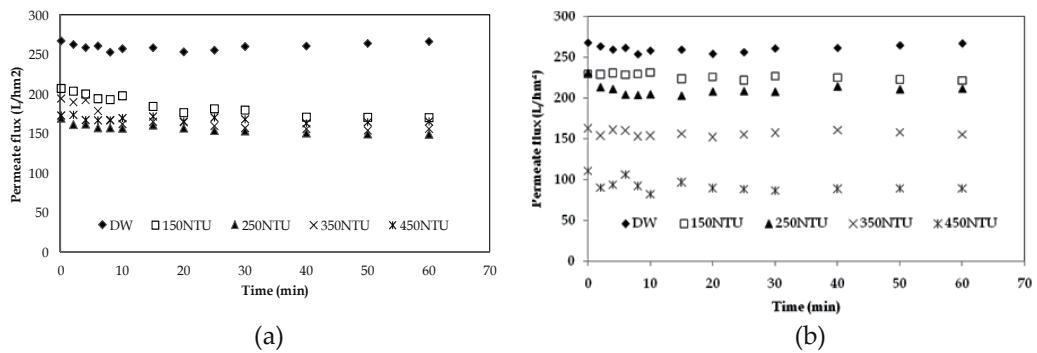 300
250
200
150
100
50
0
Permeate flux (L/hm2)
DW 150NTU 250NTU 350NTU 450NTU
0 10 20 30 40 50 60 70
Time (min)
(a)
300
250
200
150
100
50
0
Permeate flux (L/hm²)
DW 150NTU 250NTU 350NTU 450NTU
0 10 20 30 40 50 60 70
Time (min)
(b)